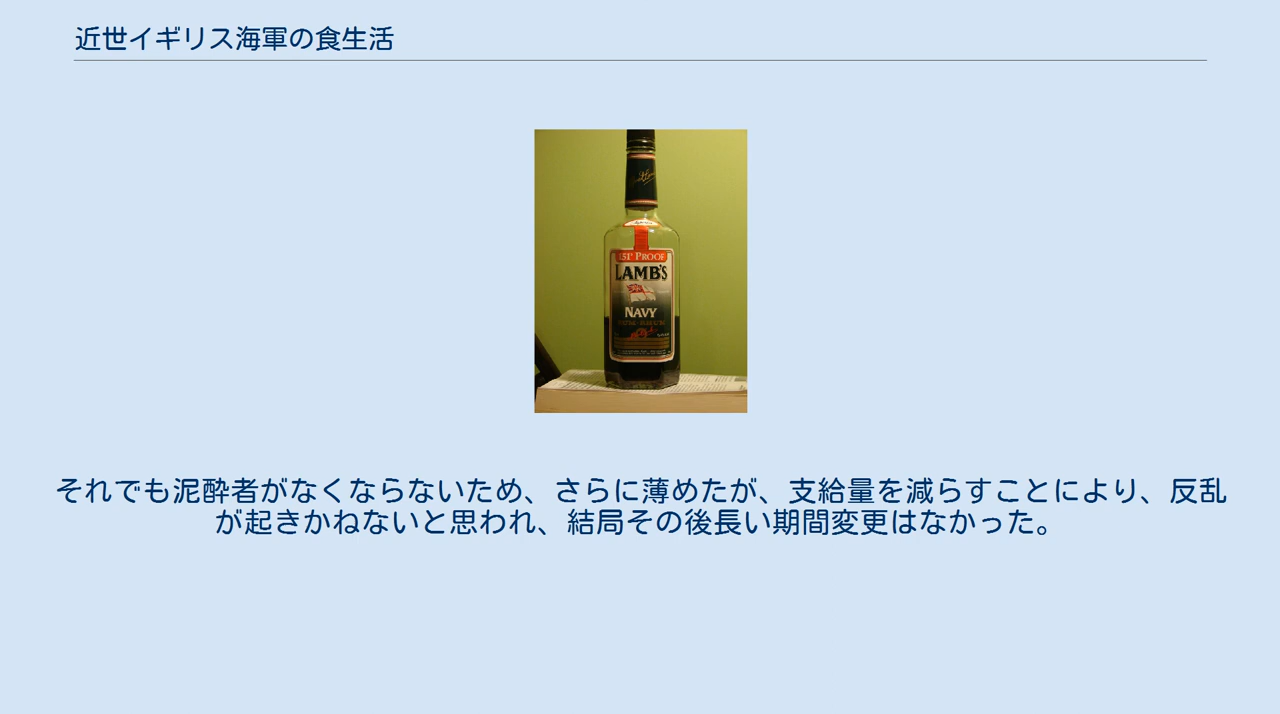 近世イギリス海軍の食生活
151° PROOF
LAMB'S
NAVY
それでも泥酔者がなくならないため、さらに薄めたが、支給量を減らすことにより、反乱
が起きかねないと思われ、結局その後長い期間変更はなかった。